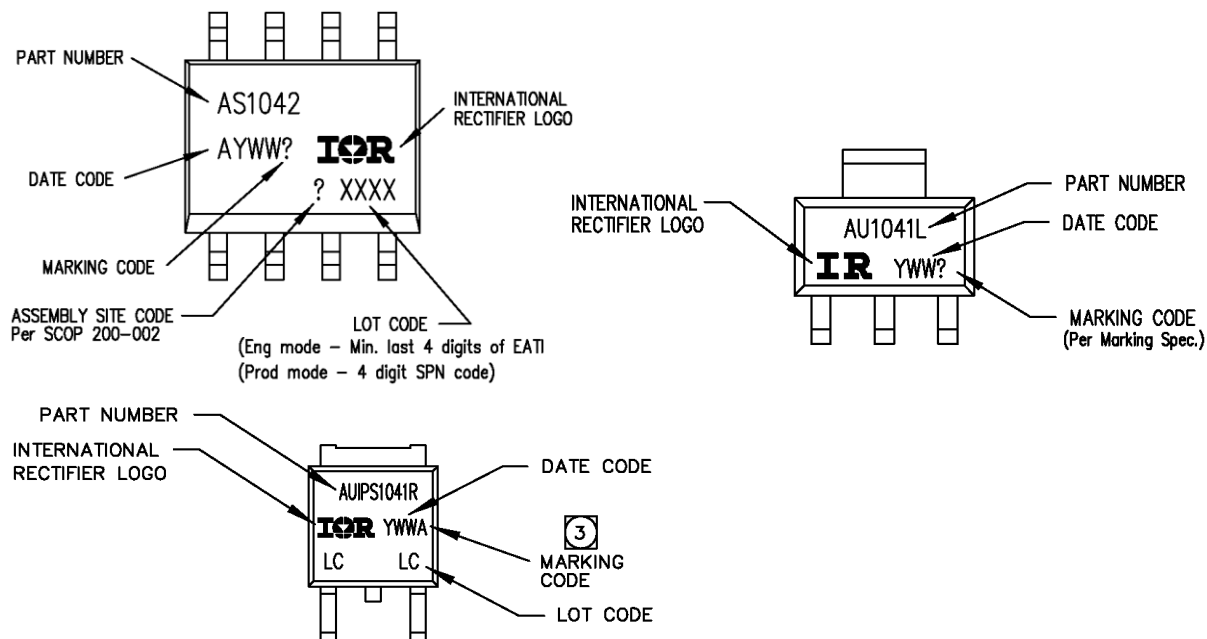 PART NUMBER
AS1042
INTERNATIONAL
RECTIFIER LOGO
AYWW? IOR
DATE CODE
? XXXX
MARKING CODE
ASSEMBLY SITE CODE
Per SCOP 200-002
LOT CODE
(Eng mode - Min. last 4 digits of EATI
(Prod mode - 4 digit SPN code)
INTERNATIONAL
RECTIFIER LOGO
PART NUMBER
AU1041L
DATE CODE
IR YWW?
MARKING CODE
(Per Marking Spec.)
PART NUMBER
INTERNATIONAL
RECTIFIER LOGO
DATE CODE
AUIPS1041R
IOR YWWA
3
MARKING
CODE
LC LC
LOT CODE